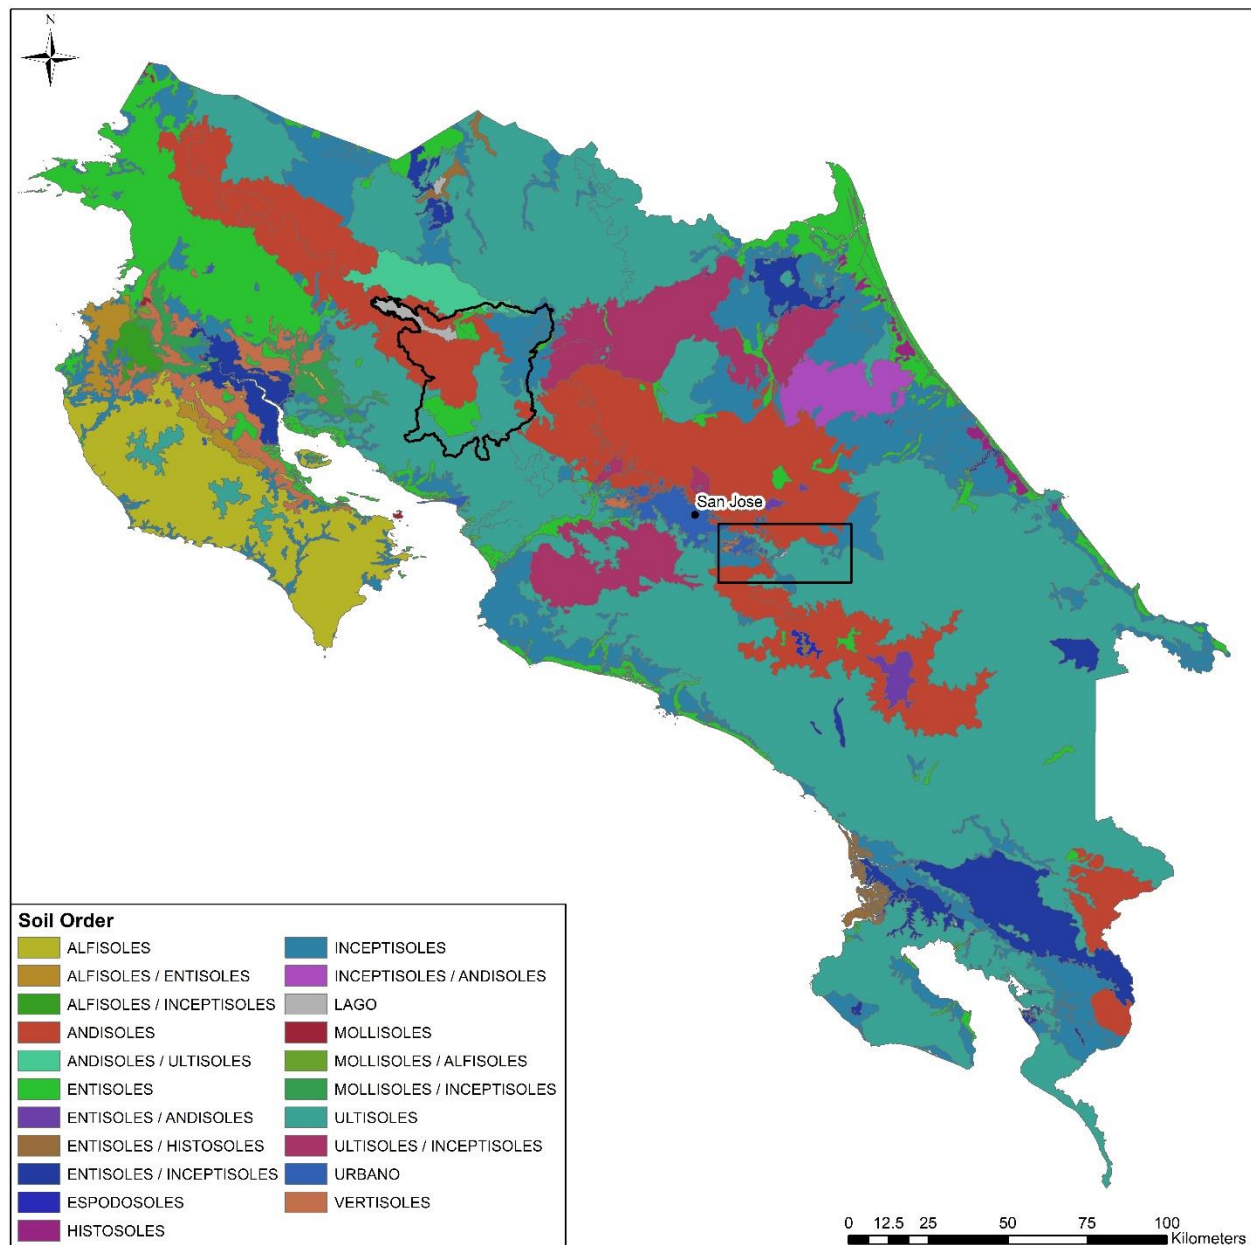 N
San Jose
Soil Order
ALFISOLES
ALFISOLES / ENTISOLES
ALFISOLES / INCEPTISOLES
ANDISOLES
ANDISOLES / ULTISOLES
ENTISOLES
ENTISOLES / ANDISOLES
ENTISOLES / HISTOSOLES
ENTISOLES / INCEPTISOLES
ESPODOSOLES
HISTOSOLES
INCEPTISOLES
INCEPTISOLES / ANDISOLES
LAGO
MOLLISOLES
MOLLISOLES / ALFISOLES
MOLLISOLES / INCEPTISOLES
ULTISOLES
ULTISOLES / INCEPTISOLES
URBANO
VERTISOLES
0 12.5 25 50 75 100
Kilometers